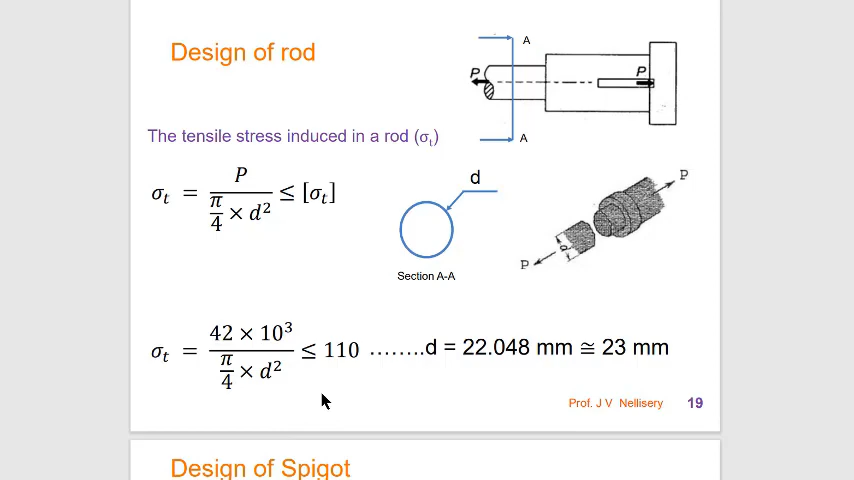 Design of rod
A
P
P
A
The tensile stress induced in a rod (σₜ)
σₜ = P / (π/4 × d²) ≤ [σₜ]
d
Section A-A
P
d
P
σₜ = 42 × 10³ / (π/4 × d²) ≤ 110 ……..d = 22.048 mm ≅ 23 mm
Prof. J V Nellisery 19
Design of Spigot